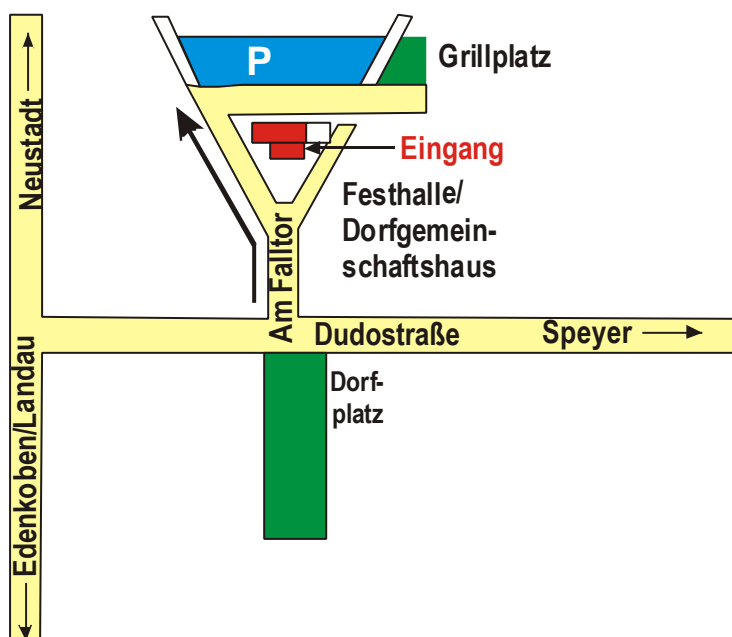 P
Grillplatz
Neustadt
Eingang
Festhalle/
Dorfgemein-
schaftshaus
Am Falltor
Dudostraße
Speyer
Edenkoben/Landau
Dorf-
platz